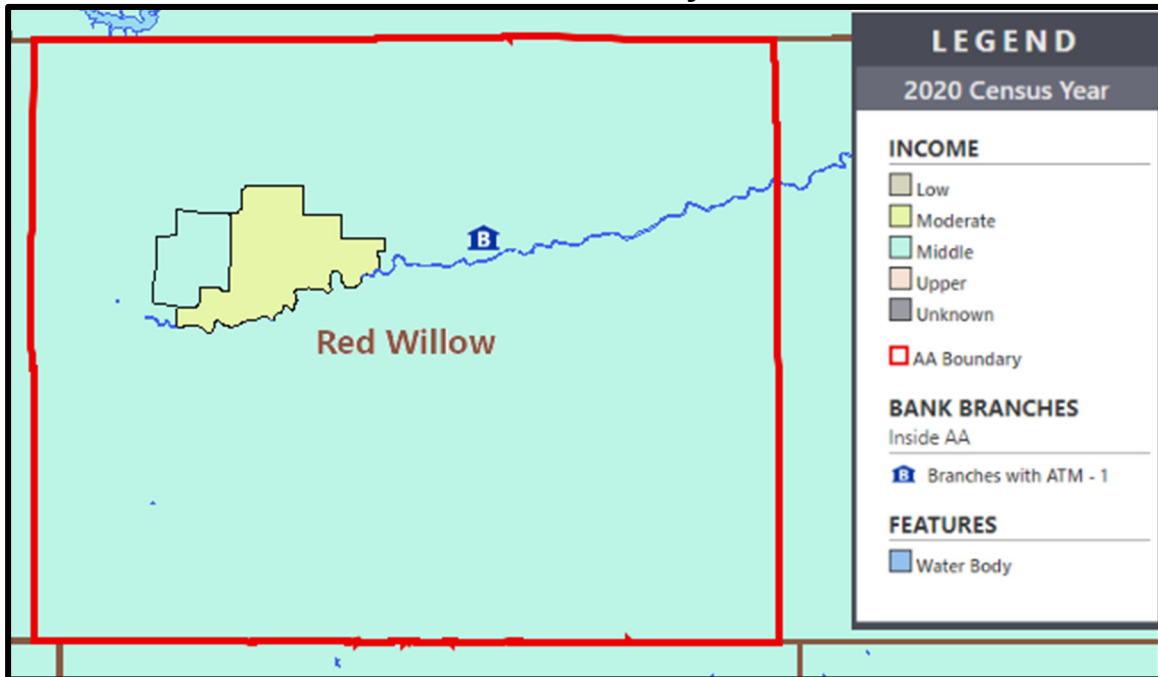 Red Willow
LEGEND
2020 Census Year
INCOME
Low
Moderate
Middle
Upper
Unknown
AA Boundary
BANK BRANCHES
Inside AA
B
B Branches with ATM - 1
FEATURES
Water Body